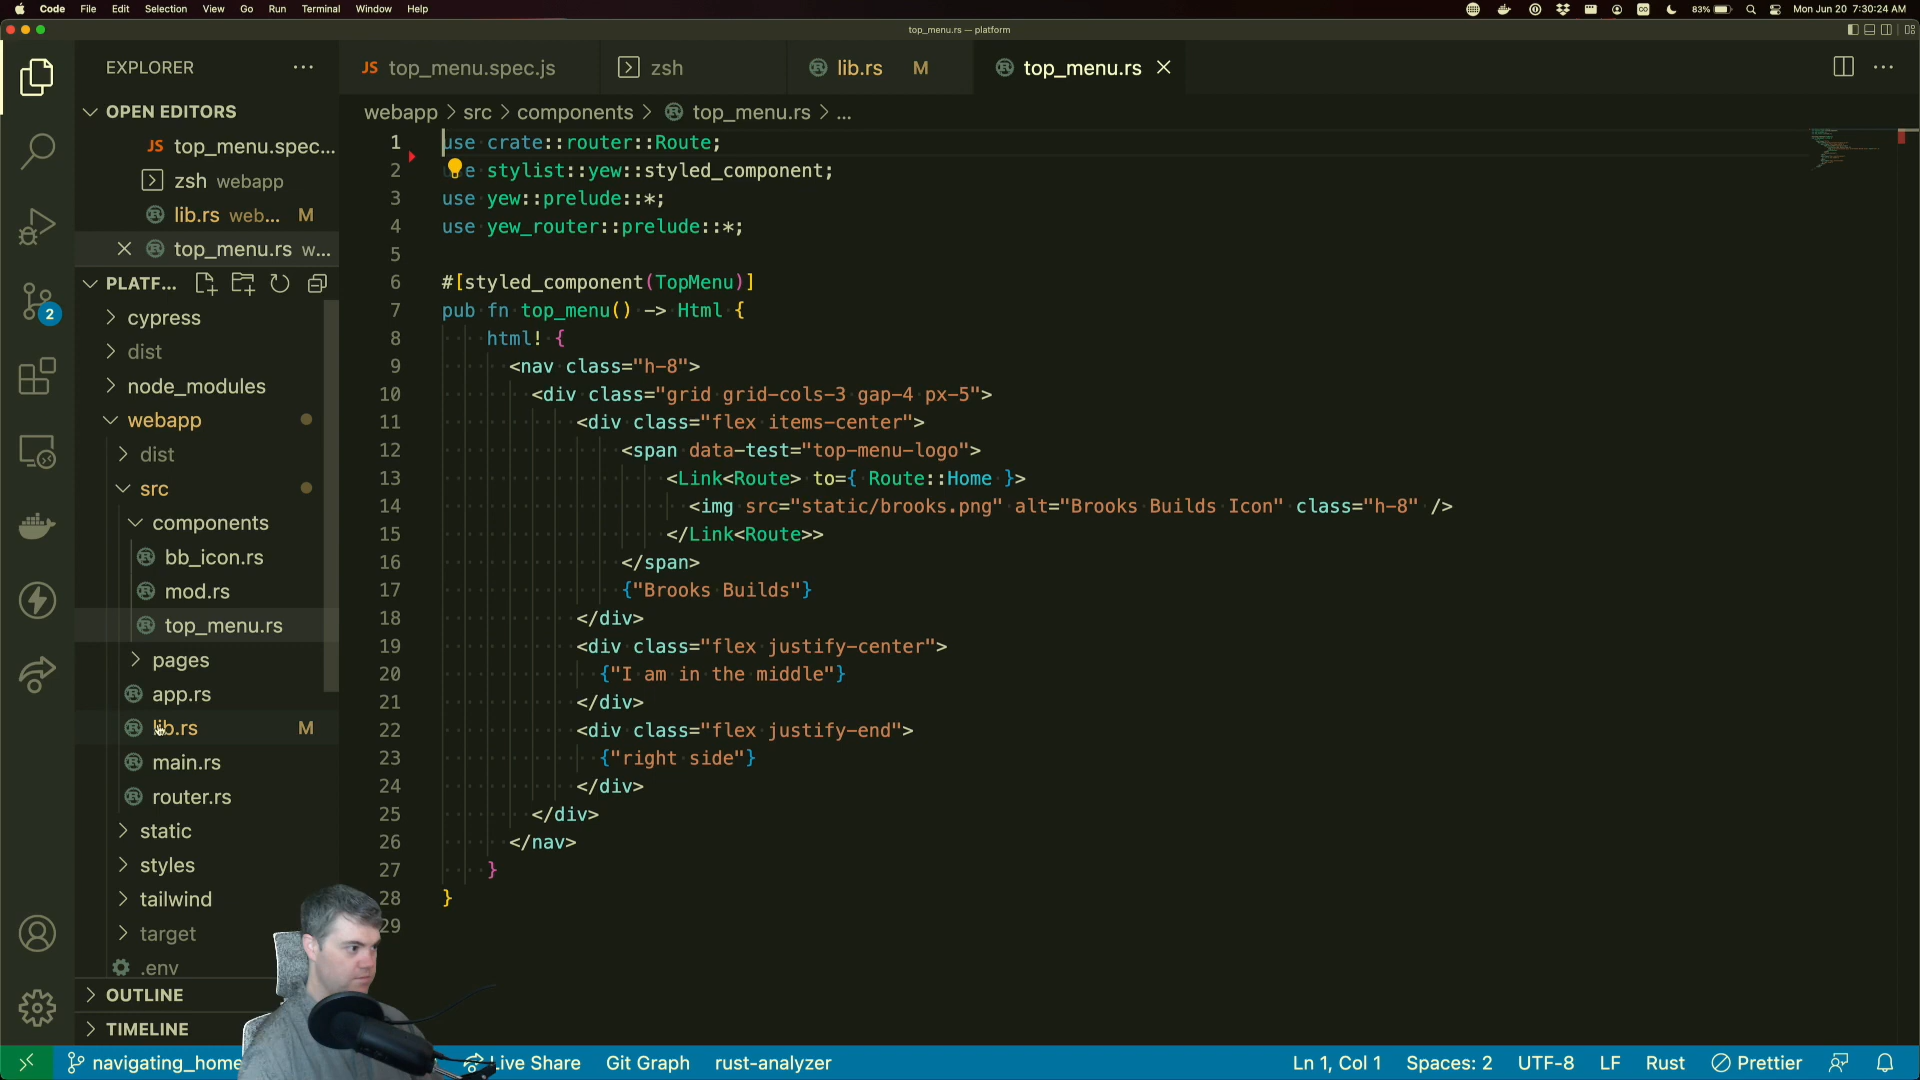 Code File Edit Selection View Go Run Terminal Window Help 83% Mon Jun 20 7:30:24 AM
top_menu.rs — platform
EXPLORER
JS top_menu.spec.js zsh lib.rs M top_menu.rs
OPEN EDITORS
webapp > src > components > top_menu.rs > ...
JS top_menu.spec...
zsh webapp
lib.rs web... M
top_menu.rs w...
PLATF...
cypress
dist
node_modules
webapp
dist
src
components
bb_icon.rs
mod.rs
top_menu.rs
pages
app.rs
lib.rs M
main.rs
router.rs
static
styles
tailwind
target
.env
OUTLINE
TIMELINE
2
1 use crate::router::Route;
2 use stylist::yew::styled_component;
3 use yew::prelude::*;
4 use yew_router::prelude::*;
5
6 #[styled_component(TopMenu)]
7 pub fn top_menu() -> Html {
8 html! {
9 <nav class="h-8">
10 <div class="grid grid-cols-3 gap-4 px-5">
11 <div class="flex items-center">
12 <span data-test="top-menu-logo">
13 <Link<Route> to={ Route::Home }>
14 <img src="static/brooks.png" alt="Brooks Builds Icon" class="h-8" />
15 </Link<Route>>
16 </span>
17 {"Brooks Builds"}
18 </div>
19 <div class="flex justify-center">
20 {"I am in the middle"}
21 </div>
22 <div class="flex justify-end">
23 {"right side"}
24 </div>
25 </div>
26 </nav>
27 }
28 }
29
navigating_home Live Share Git Graph rust-analyzer Ln 1, Col 1 Spaces: 2 UTF-8 LF Rust Prettier